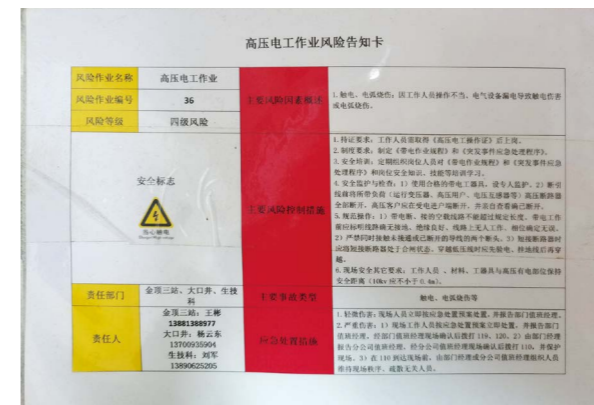 高压电工作业风险告知卡
风险作业名称
高压电工作业
风险作业编号
36
风险等级
四级风险
主要风险因素概述
1.触电、电弧烧伤：因工作人员操作不当、电气设备漏电导致触电伤害
或电弧烧伤。
安全标志
当心触电
主要风险控制措施
1.持证要求：工作人员需取得《高压电工操作证》后上岗。
2.制度要求：制定《带电作业规程》和《突发事件应急处理程序》。
3.安全培训：定期组织岗位人员对《带电作业规程》和《突发事件应急
处理程序》和岗位安全知识、技能等培训学习。
4.安全监护与检查：1）使用合格的带电工器具，设专人监护。2）断引
线前将所带负荷（运行变压器、高压用户、电压互感器等）高压断路器
全部断开，高压客户应在受电进户端断开，并亲自查看确已断开。
5.规范操作：1）带电断、接的空载线路不能超过规定长度，带电工作
前应核明线路确无接地、绝缘良好、线路上无人工作、相位确定无误。
2）严禁同时接触未接通或已断开的导线的两个断头。3）短接断路器时
应将短接断路器处于合闸状态，穿越低压线时应先验电、挂地线后再穿
越。
6.现场安全其它要求：工作人员、材料、工器具与高压有电部位保持
安全距离（10kv应不小于0.4m）。
责任部门
金顶三站、大口井、生技
科
主要事故类型
触电、电弧烧伤等
责任人
金顶三站：王彬
13881388977
大口井：杨云东
13700935904
生技科：刘军
13890625205
应急处置措施
1.轻微伤害：现场人员立即按应急处置预案处置，并报告部门值班经理。
2.严重伤害：1）现场工作人员按应急处置预案立即处置，并报告部门
值班经理，经部门值班经理现场确认后拨打119、120。2）由部门经理
报告分公司值班经理，经分公司值班经理现场确认后拨打110，并保护
现场。3）在110到达现场前，由部门经理或分公司值班经理组织人员
维持现场秩序，疏散无关人员。